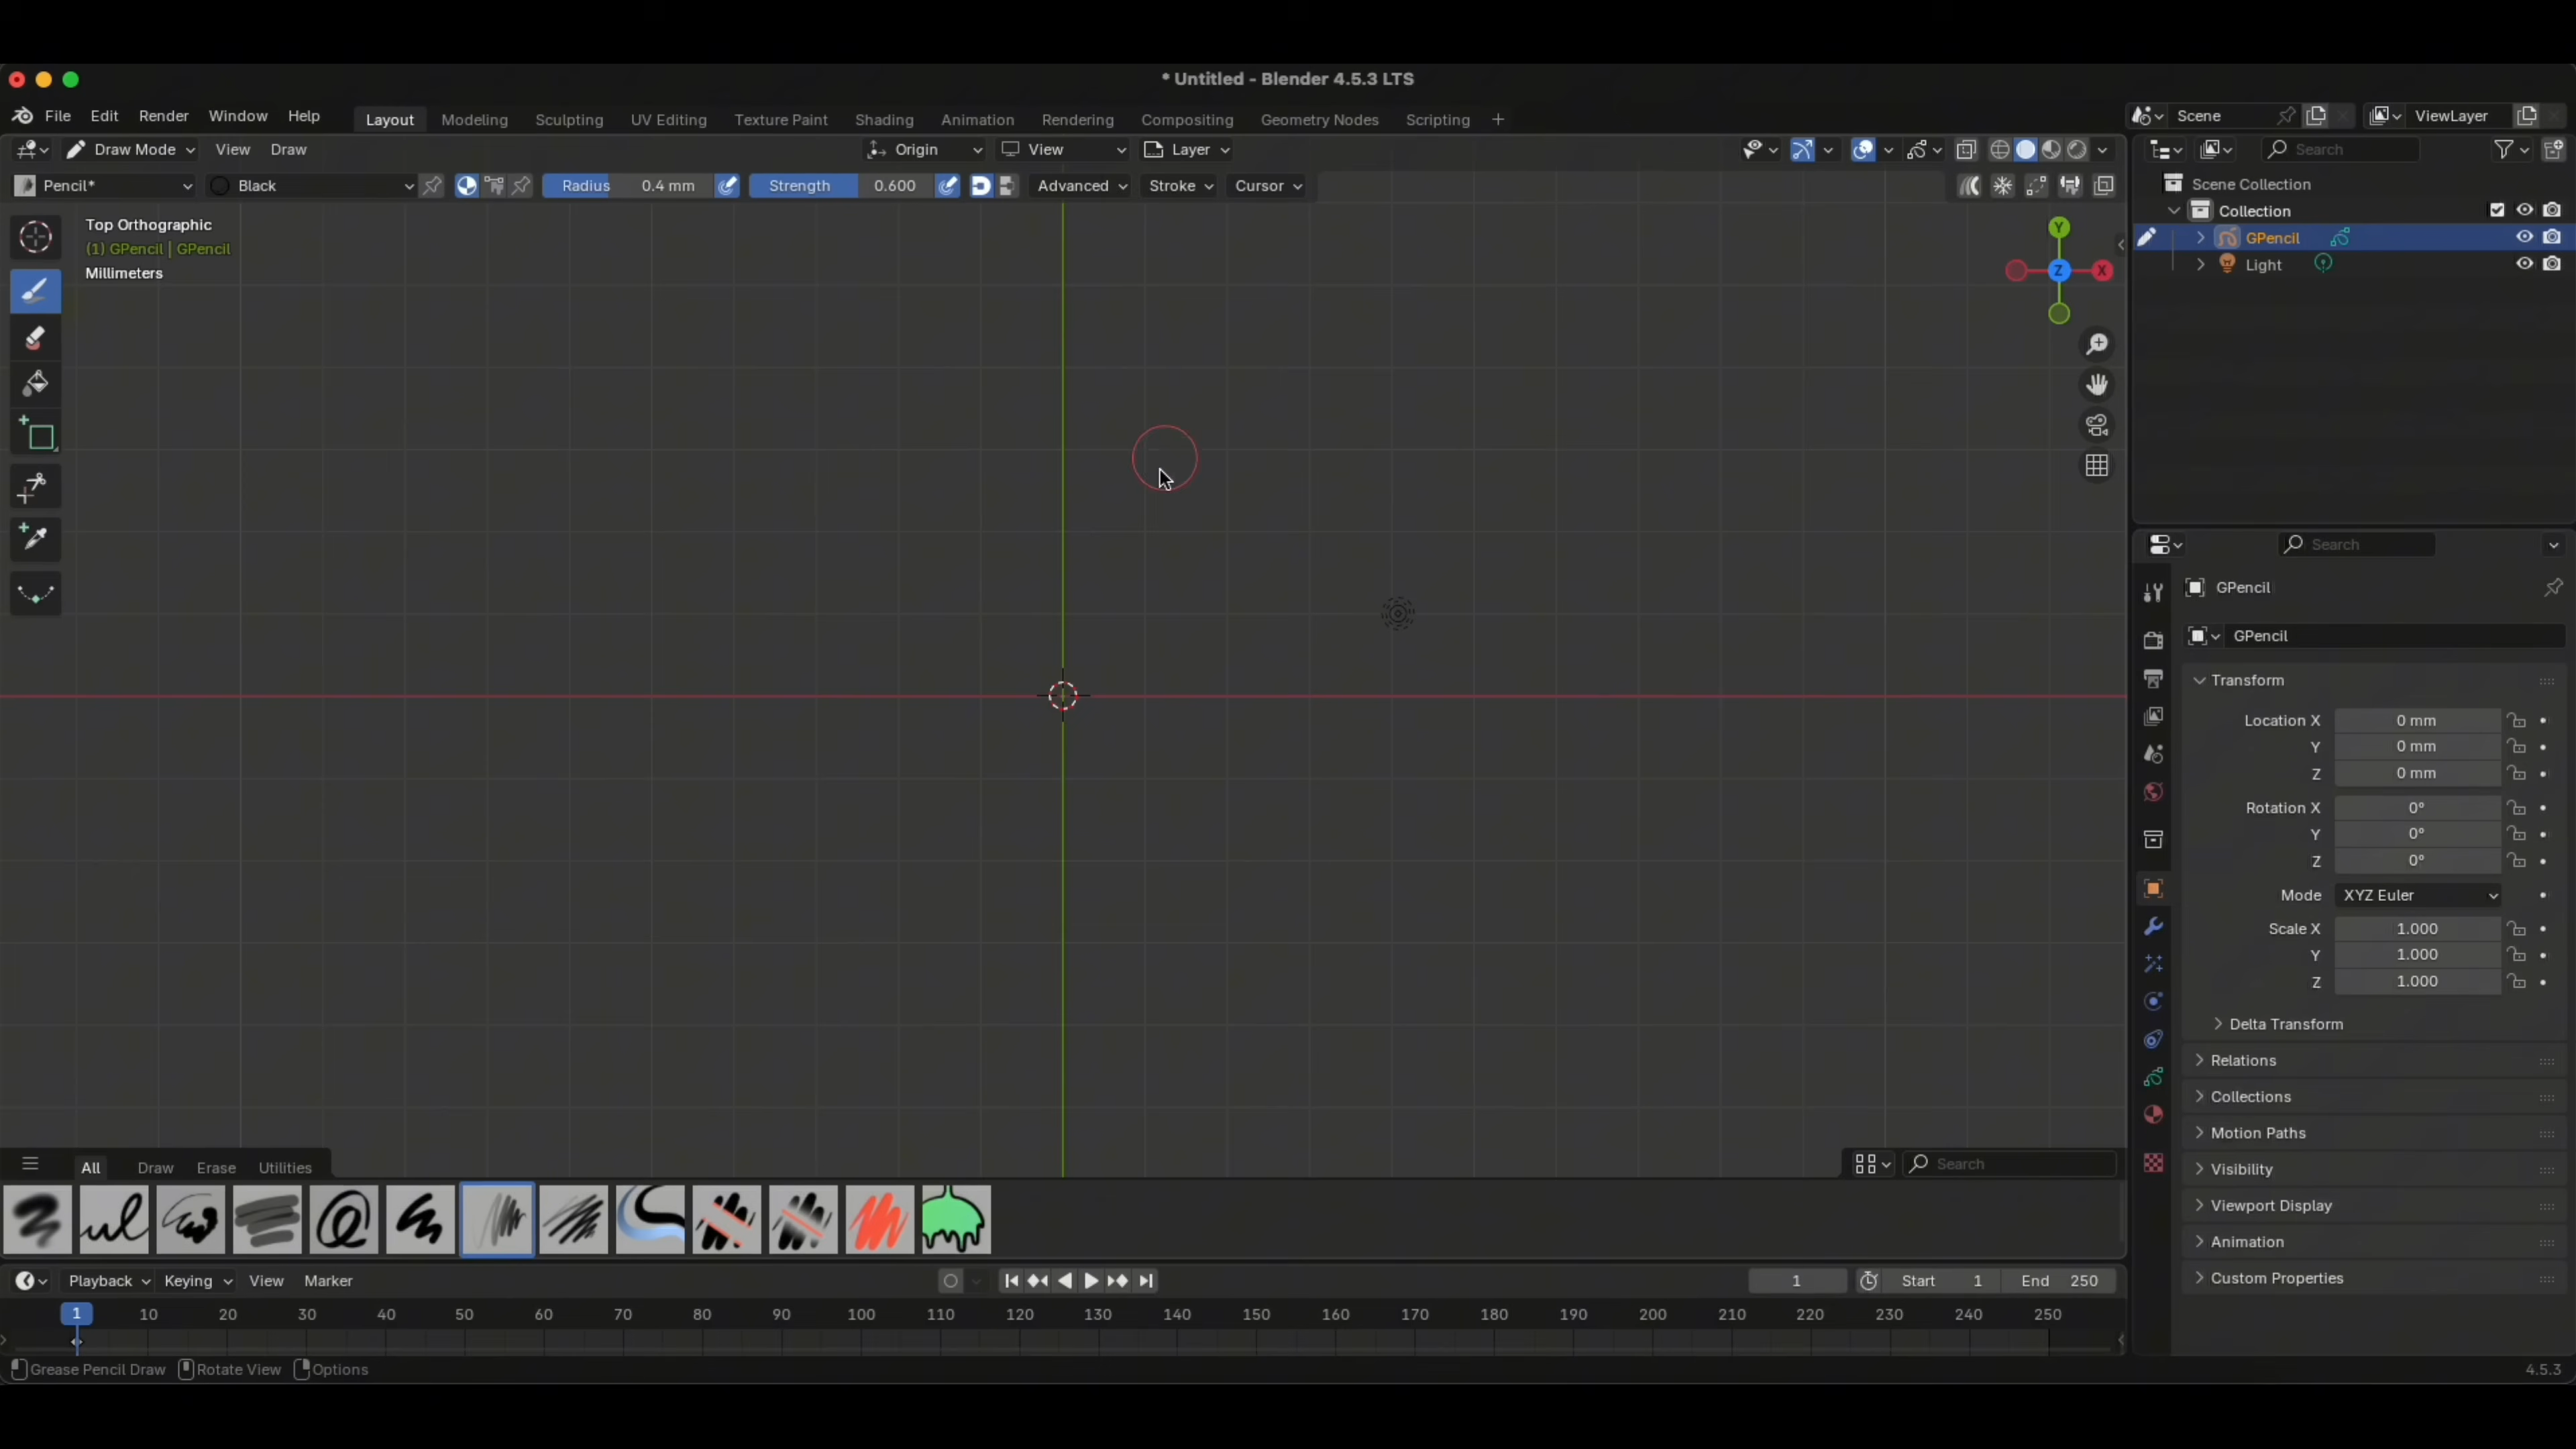 * Untitled - Blender 4.5.3 LTS
File Edit Render Window Help Layout Modeling Sculpting UV Editing Texture Paint Shading Animation Rendering Compositing Geometry Nodes Scripting + Scene ViewLayer
Draw Mode View Draw Origin View Layer Search
Pencil* Black Radius 0.4 mm Strength 0.600 Advanced Stroke Cursor
Scene Collection
Collection
GPencil
Light
Top Orthographic
(1) GPencil | GPencil
Millimeters
Y
Z X
Search
GPencil
GPencil
Transform
Location X 0 mm
Y 0 mm
Z 0 mm
Rotation X 0°
Y 0°
Z 0°
Mode XYZ Euler
Scale X 1.000
Y 1.000
Z 1.000
Delta Transform
Relations
Collections
Motion Paths
Visibility
Viewport Display
Animation
Custom Properties
All Draw Erase Utilities Search
Playback Keying View Marker 1 Start 1 End 250
1 10 20 30 40 50 60 70 80 90 100 110 120 130 140 150 160 170 180 190 200 210 220 230 240 250
Grease Pencil Draw Rotate View Options 4.5.3